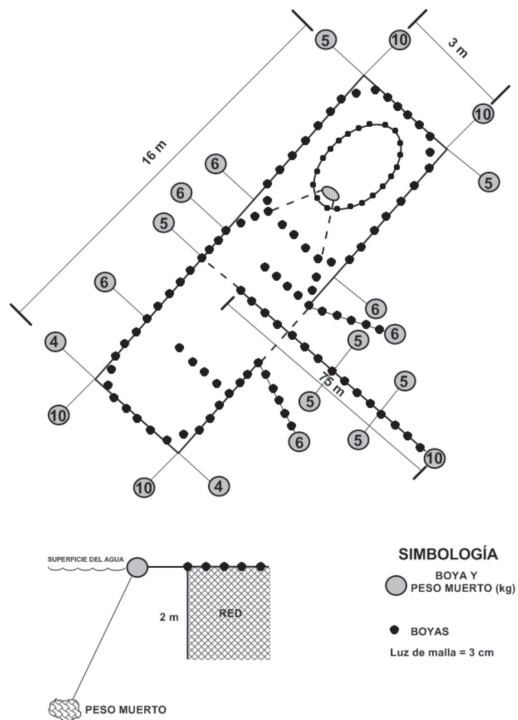 5
10
3 m
10
16 m
5
6
6
5
6
6
4
6
5
5
75 m
5
10
5
6
10
10
4
SUPERFICIE DEL AGUA
2 m
RED
PESO MUERTO
SIMBOLOGÍA
BOYA Y
PESO MUERTO (kg)
BOYAS
Luz de malla = 3 cm